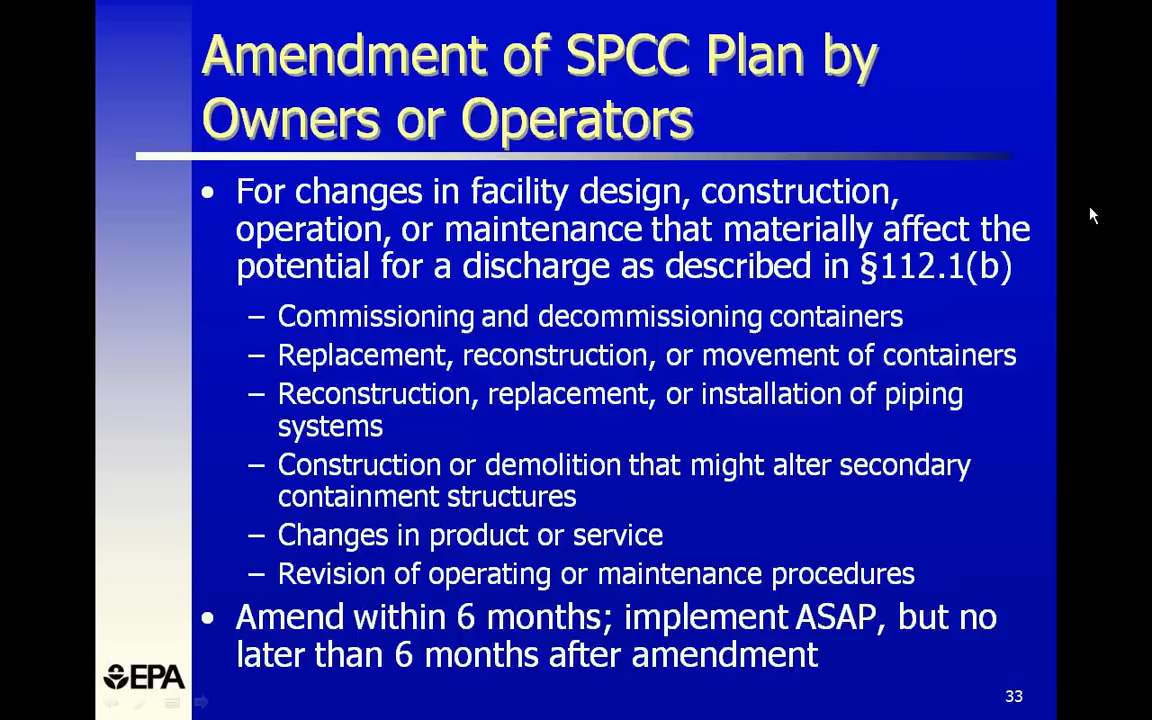 Amendment of SPCC Plan by
Owners or Operators
• For changes in facility design, construction,
operation, or maintenance that materially affect the
potential for a discharge as described in §112.1(b)
– Commissioning and decommissioning containers
– Replacement, reconstruction, or movement of containers
– Reconstruction, replacement, or installation of piping
systems
– Construction or demolition that might alter secondary
containment structures
– Changes in product or service
– Revision of operating or maintenance procedures
• Amend within 6 months; implement ASAP, but no
later than 6 months after amendment
EPA
33